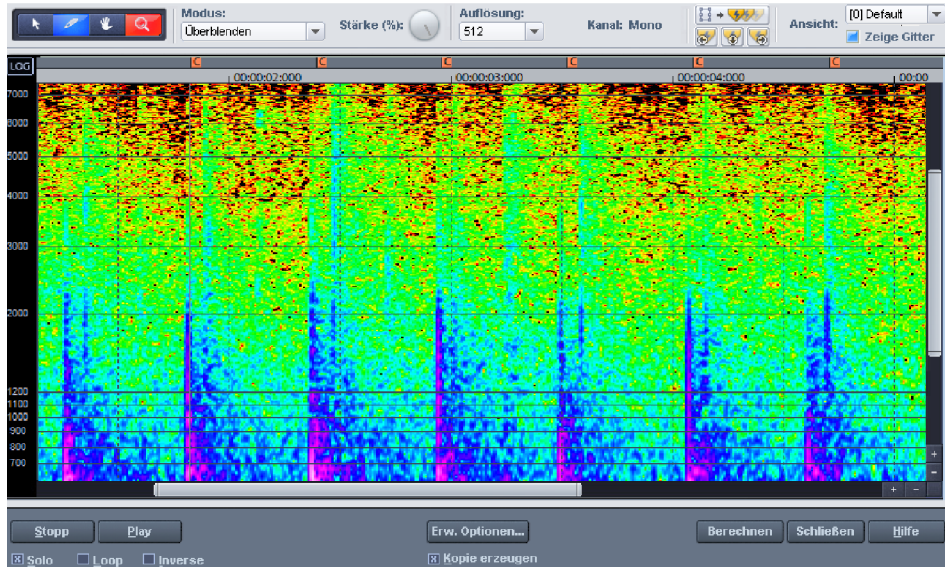 Modus: Auflösung: [0] Default
Überblenden Stärke (%): 512 Kanal: Mono Ansicht: Zeige Gitter
LOG C C C C C C
00:00:02:000 00:00:03:000 00:00:04:000 00:00
7000
6000
5000
4000
3000
2000
1200
1100
1000
900
800
700
Stopp Play Erw. Optionen... Berechnen Schließen Hilfe
Solo Loop Inverse Kopie erzeugen